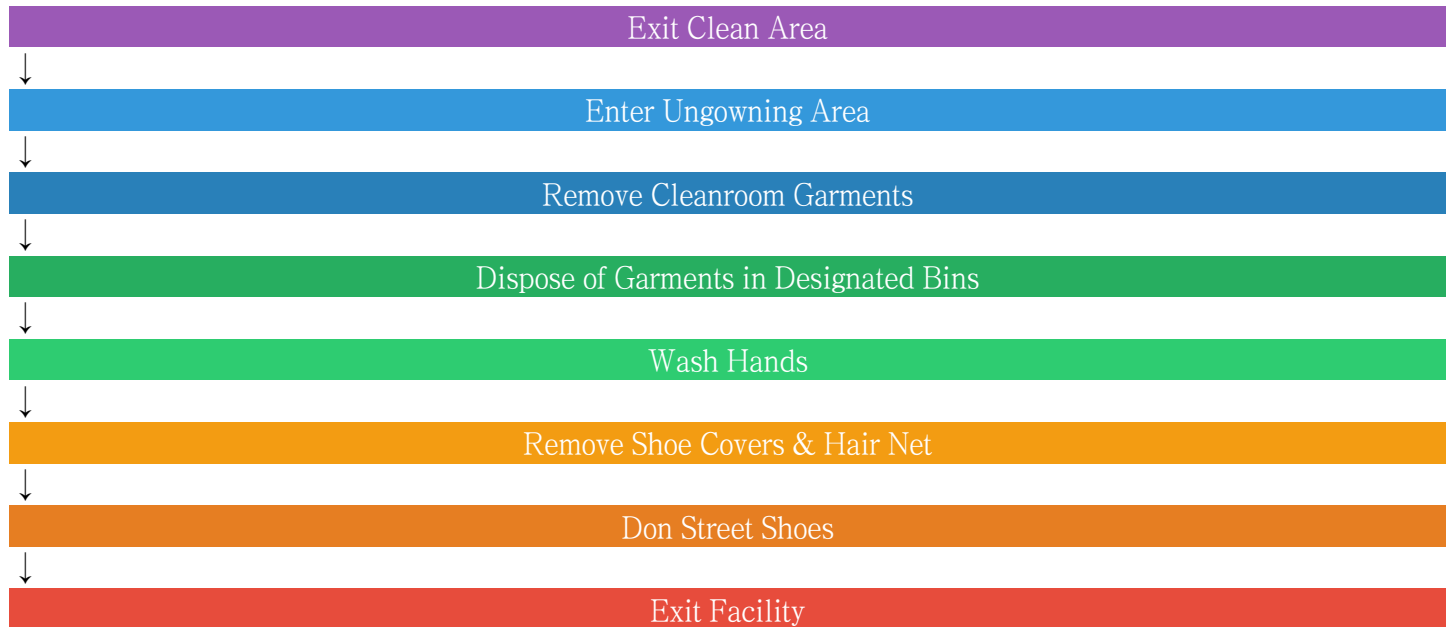 Exit Clean Area
↓
Enter Ungowning Area
↓
Remove Cleanroom Garments
↓
Dispose of Garments in Designated Bins
↓
Wash Hands
↓
Remove Shoe Covers & Hair Net
↓
Don Street Shoes
↓
Exit Facility